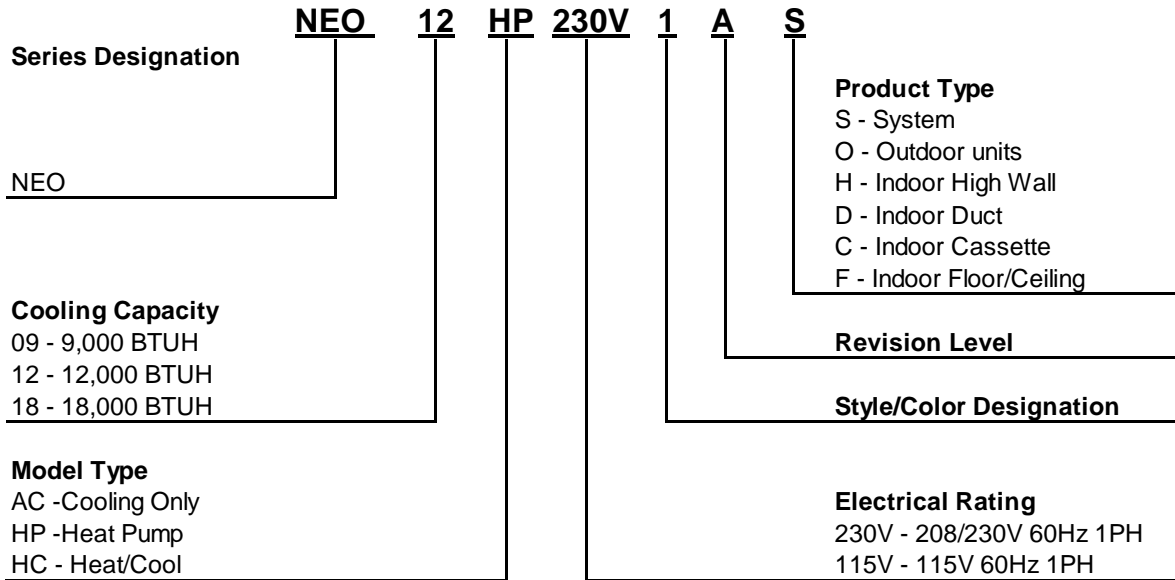 NEO 12 HP 230V 1 A S
Series Designation
NEO
Cooling Capacity
09 - 9,000 BTUH
12 - 12,000 BTUH
18 - 18,000 BTUH
Model Type
AC -Cooling Only
HP -Heat Pump
HC - Heat/Cool
Product Type
S - System
O - Outdoor units
H - Indoor High Wall
D - Indoor Duct
C - Indoor Cassette
F - Indoor Floor/Ceiling
Revision Level
Style/Color Designation
Electrical Rating
230V - 208/230V 60Hz 1PH
115V - 115V 60Hz 1PH